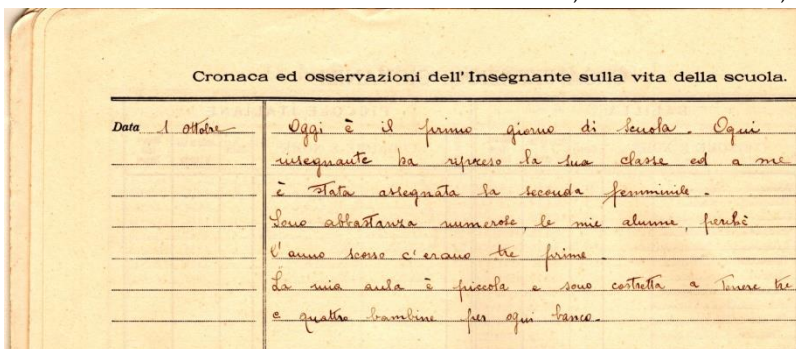 Cronaca ed osservazioni dell'Insegnante sulla vita della scuola.
Data 1 Ottobre
Oggi è il primo giorno di scuola. Ogni
insegnante ha ripreso la sua classe ed a me
è stata assegnata la seconda femminile.
Sono abbastanza numerose, le mie alunne, perchè
l'anno scorso c'erano tre prime.
La mia aula è piccola e sono costretta a tenere tre
e quattro bambine per ogni banco.